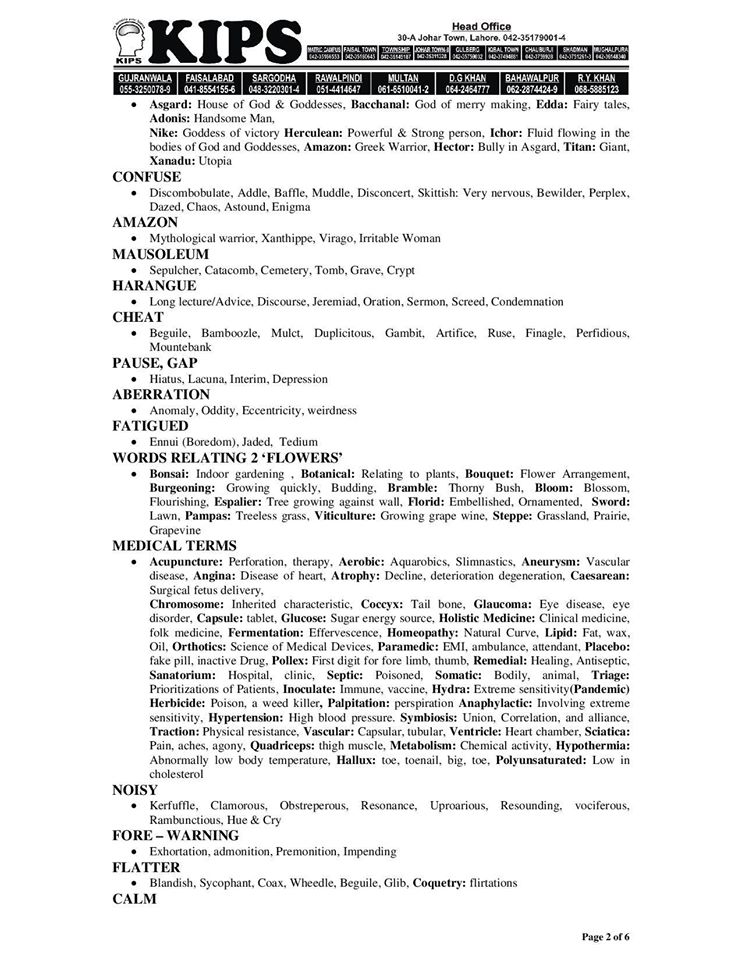 KIPS
KIPS
Head Office
30-A Johar Town, Lahore. 042-35179001-4
FAISAL TOWN TOWNSHIP GULBERG IQBAL TOWN CHAUBURJI SHADMAN MUGHALPURA
GUJRANWALA FAISALABAD SARGODHA RAWALPINDI MULTAN D.G KHAN BAHAWALPUR R.Y. KHAN
055-3250078-9 041-8554155-6 048-3220301-4 051-4414647 061-6510041-2 064-2464777 062-2874424-9 068-5885123
• Asgard: House of God & Goddesses, Bacchanal: God of merry making, Edda: Fairy tales,
Adonis: Handsome Man,
Nike: Goddess of victory Herculean: Powerful & Strong person, Ichor: Fluid flowing in the
bodies of God and Goddesses, Amazon: Greek Warrior, Hector: Bully in Asgard, Titan: Giant,
Xanadu: Utopia
CONFUSE
• Discombobulate, Addle, Baffle, Muddle, Disconcert, Skittish: Very nervous, Bewilder, Perplex,
Dazed, Chaos, Astound, Enigma
AMAZON
• Mythological warrior, Xanthippe, Virago, Irritable Woman
MAUSOLEUM
• Sepulcher, Catacomb, Cemetery, Tomb, Grave, Crypt
HARANGUE
• Long lecture/Advice, Discourse, Jeremiad, Oration, Sermon, Screed, Condemnation
CHEAT
• Beguile, Bamboozle, Mulct, Duplicitous, Gambit, Artifice, Ruse, Finagle, Perfidious,
Mountebank
PAUSE, GAP
• Hiatus, Lacuna, Interim, Depression
ABERRATION
• Anomaly, Oddity, Eccentricity, weirdness
FATIGUED
• Ennui (Boredom), Jaded, Tedium
WORDS RELATING 2 ‘FLOWERS’
• Bonsai: Indoor gardening , Botanical: Relating to plants, Bouquet: Flower Arrangement,
Burgeoning: Growing quickly, Budding, Bramble: Thorny Bush, Bloom: Blossom,
Flourishing, Espalier: Tree growing against wall, Florid: Embellished, Ornamented, Sword:
Lawn, Pampas: Treeless grass, Viticulture: Growing grape wine, Steppe: Grassland, Prairie,
Grapevine
MEDICAL TERMS
• Acupuncture: Perforation, therapy, Aerobic: Aquarobics, Slimnastics, Aneurysm: Vascular
disease, Angina: Disease of heart, Atrophy: Decline, deterioration degeneration, Caesarean:
Surgical fetus delivery,
Chromosome: Inherited characteristic, Coccyx: Tail bone, Glaucoma: Eye disease, eye
disorder, Capsule: tablet, Glucose: Sugar energy source, Holistic Medicine: Clinical medicine,
folk medicine, Fermentation: Effervescence, Homeopathy: Natural Curve, Lipid: Fat, wax,
Oil, Orthotics: Science of Medical Devices, Paramedic: EMI, ambulance, attendant, Placebo:
fake pill, inactive Drug, Pollex: First digit for fore limb, thumb, Remedial: Healing, Antiseptic,
Sanatorium: Hospital, clinic, Septic: Poisoned, Somatic: Bodily, animal, Triage:
Prioritizations of Patients, Inoculate: Immune, vaccine, Hydra: Extreme sensitivity(Pandemic)
Herbicide: Poison, a weed killer, Palpitation: perspiration Anaphylactic: Involving extreme
sensitivity, Hypertension: High blood pressure. Symbiosis: Union, Correlation, and alliance,
Traction: Physical resistance, Vascular: Capsular, tubular, Ventricle: Heart chamber, Sciatica:
Pain, aches, agony, Quadriceps: thigh muscle, Metabolism: Chemical activity, Hypothermia:
Abnormally low body temperature, Hallux: toe, toenail, big, toe, Polyunsaturated: Low in
cholesterol
NOISY
• Kerfuffle, Clamorous, Obstreperous, Resonance, Uproarious, Resounding, vociferous,
Rambunctious, Hue & Cry
FORE – WARNING
• Exhortation, admonition, Premonition, Impending
FLATTER
• Blandish, Sycophant, Coax, Wheedle, Beguile, Glib, Coquetry: flirtations
CALM
Page 2 of 6